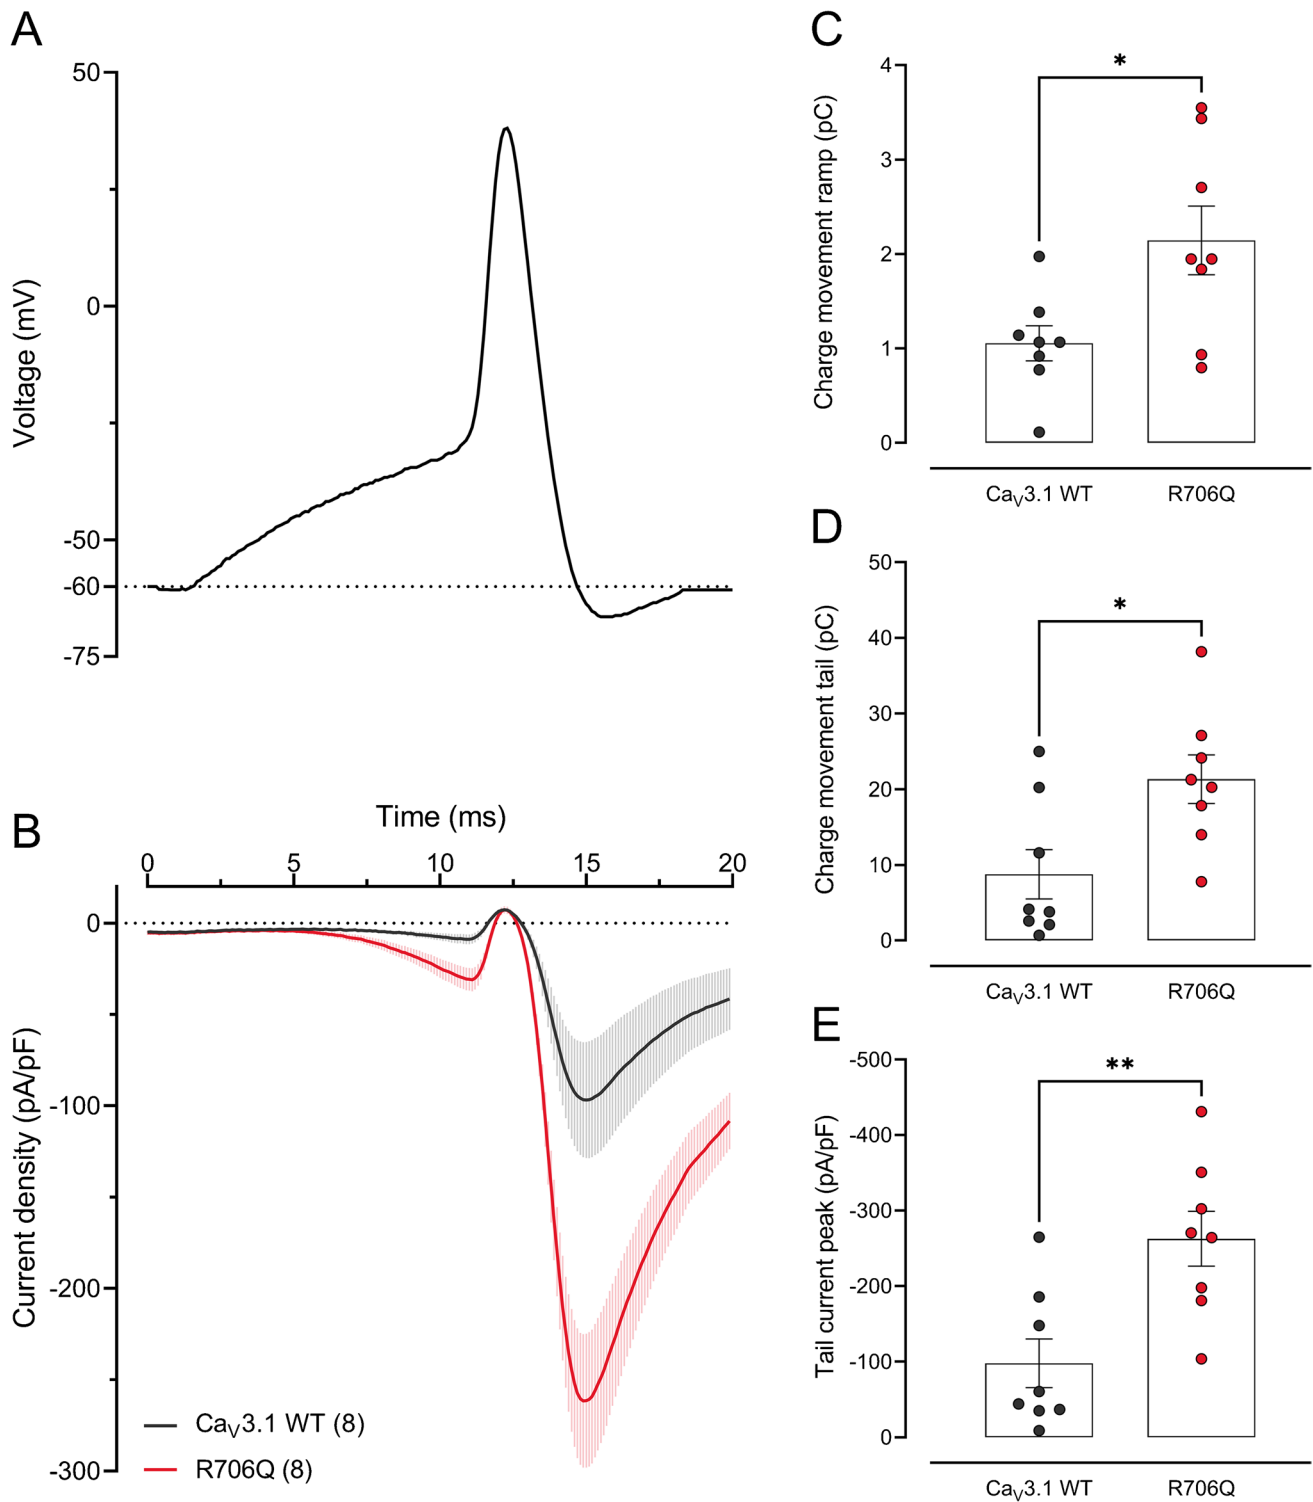 A
50
0
-50
-60
-75
Voltage (mV)
B
Time (ms)
0 5 10 15 20
0
-100
-200
-300
Current density (pA/pF)
CaV3.1 WT (8)
R706Q (8)
C
*
4
3
2
1
0
Charge movement ramp (pC)
CaV3.1 WT R706Q
D
*
50
40
30
20
10
0
Charge movement tail (pC)
CaV3.1 WT R706Q
E
**
-500
-400
-300
-200
-100
0
Tail current peak (pA/pF)
CaV3.1 WT R706Q